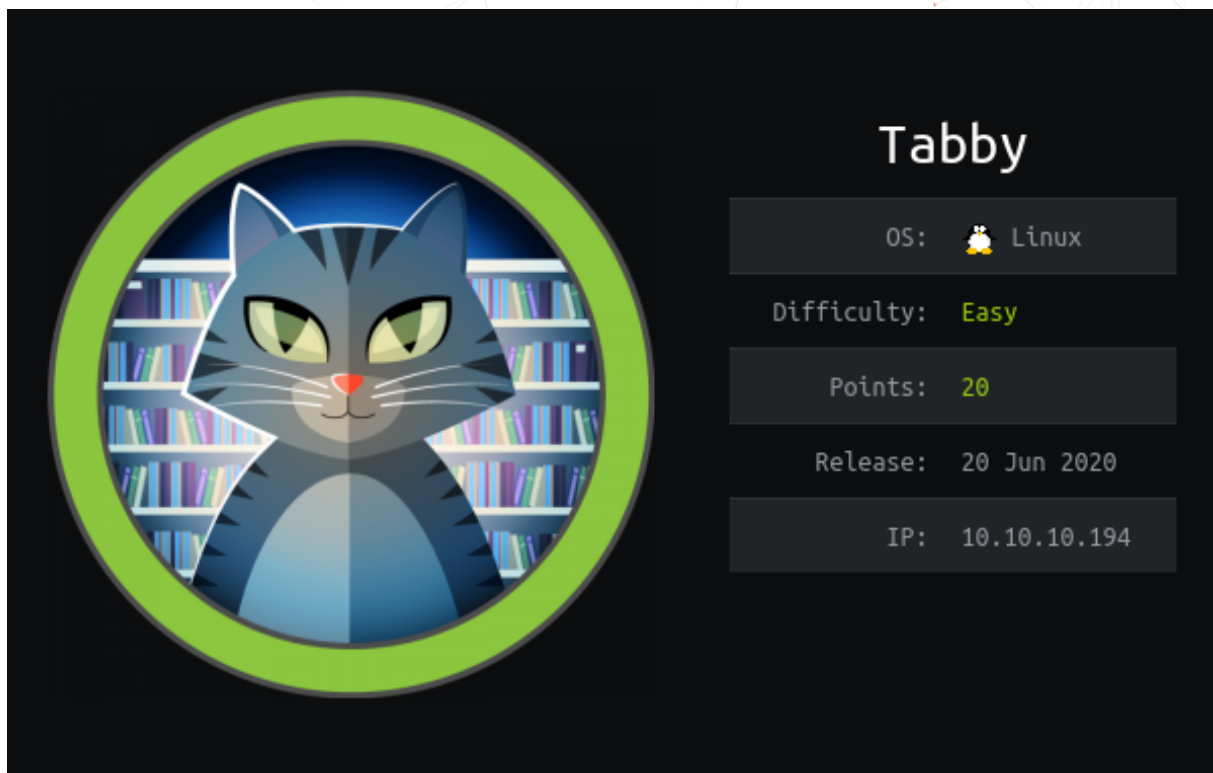 Tabby
OS: Linux
Difficulty: Easy
Points: 20
Release: 20 Jun 2020
IP: 10.10.10.194